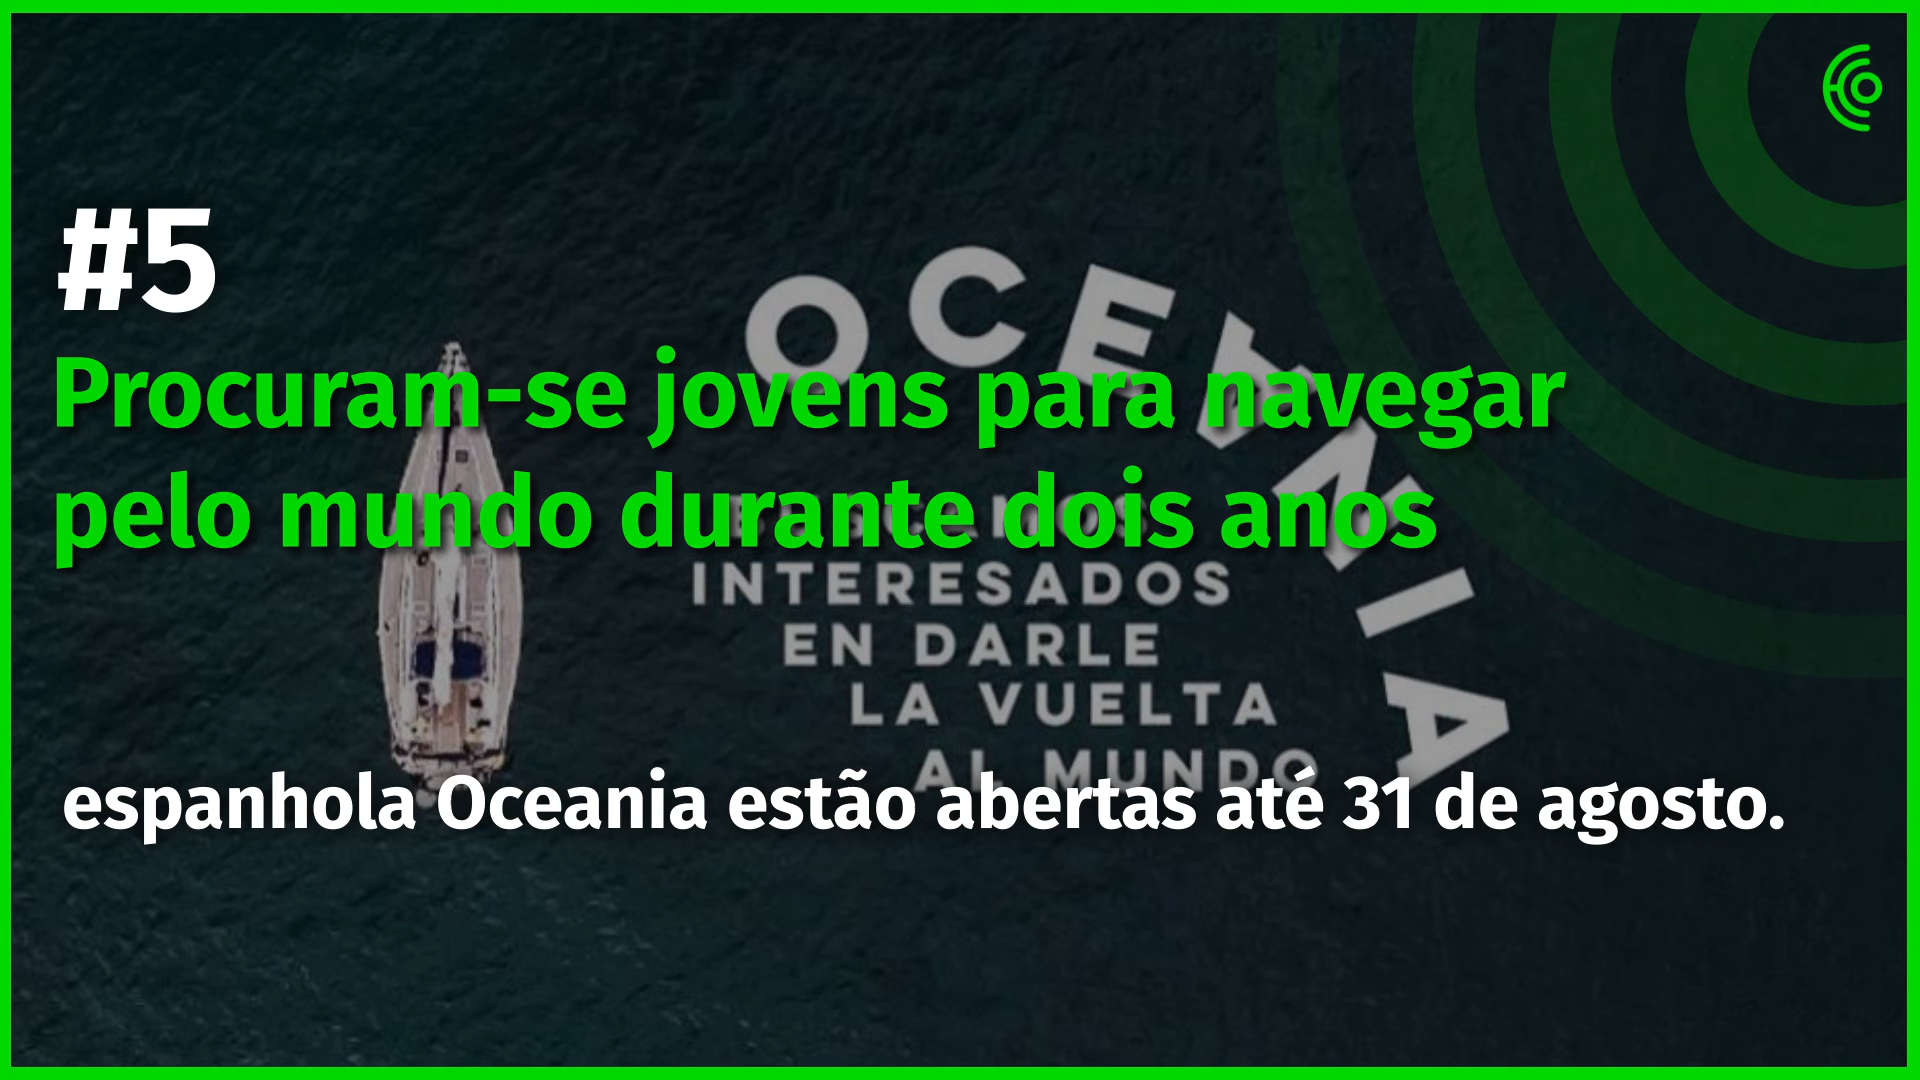 #5
Procuram-se jovens para navegar
pelo mundo durante dois anos
espanhola Oceania estão abertas até 31 de agosto.
OCEANIA
INTERESADOS
EN DARLE
LA VUELTA
AL MUNDO